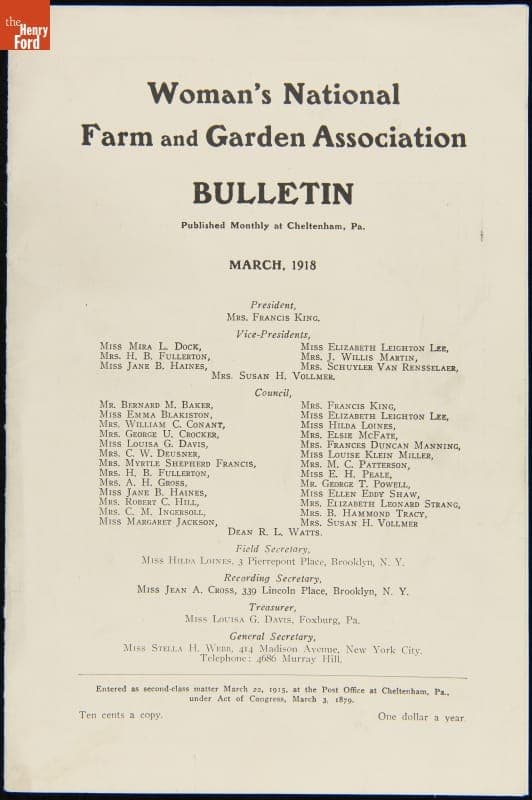 the
Henry
Ford
Woman's National
Farm and Garden Association
BULLETIN
Published Monthly at Cheltenham, Pa.
MARCH, 1918
President,
Mrs. Francis King.
Vice-Presidents,
Miss Mira L. Dock,
Mrs. H. B. Fullerton,
Miss Jane B. Haines,
Miss Elizabeth Leighton Lee,
Mrs. J. Willis Martin,
Mrs. Schuyler Van Rensselaer,
Mrs. Susan H. Vollmer.
Council,
Mr. Bernard M. Baker,
Miss Emma Blakiston,
Mrs. William C. Conant,
Mrs. George U. Crocker,
Miss Louisa G. Davis,
Mrs. C. W. Deusner,
Mrs. Myrtle Shepherd Francis,
Mrs. H. B. Fullerton,
Mrs. A. H. Gross,
Miss Jane B. Haines,
Mrs. Robert C. Hill,
Mrs. C. M. Ingersoll,
Miss Margaret Jackson,
Mrs. Francis King,
Miss Elizabeth Leighton Lee,
Miss Hilda Loines,
Mrs. Elsie McFate,
Mrs. Frances Duncan Manning,
Miss Louise Klein Miller,
Mrs. M. C. Patterson,
Miss E. H. Peale,
Mr. George T. Powell,
Miss Ellen Eddy Shaw,
Mrs. Elizabeth Leonard Strang,
Mrs. B. Hammond Tracy,
Mrs. Susan H. Vollmer
Dean R. L. Watts.
Field Secretary,
Miss Hilda Loines, 3 Pierrepont Place, Brooklyn, N. Y.
Recording Secretary,
Miss Jean A. Cross, 339 Lincoln Place, Brooklyn, N. Y.
Treasurer,
Miss Louisa G. Davis, Foxburg, Pa.
General Secretary,
Miss Stella H. Webb, 414 Madison Avenue, New York City.
Telephone: 4686 Murray Hill.
Entered as second-class matter March 22, 1915, at the Post Office at Cheltenham, Pa.,
under Act of Congress, March 3, 1879.
Ten cents a copy. One dollar a year.